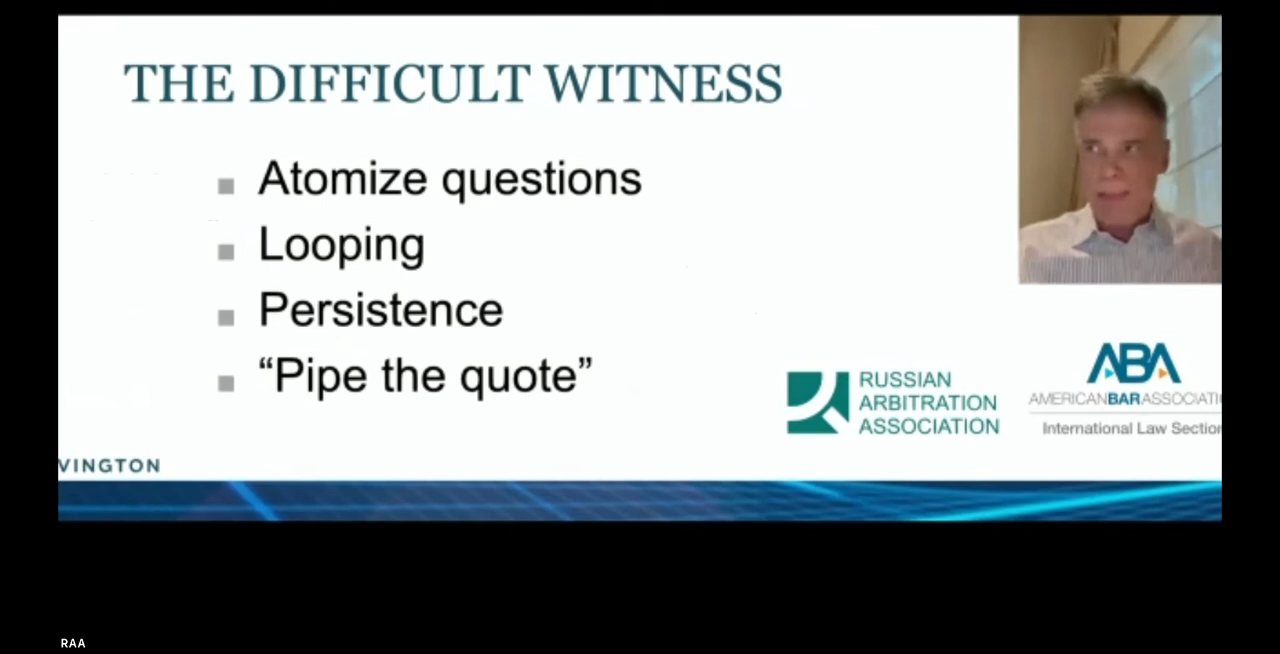 THE DIFFICULT WITNESS
Atomize questions
Looping
Persistence
“Pipe the quote”
RUSSIAN
ARBITRATION
ASSOCIATION
ABA
AMERICANBARASSOCIATI
International Law Section
VINGTON
RAA